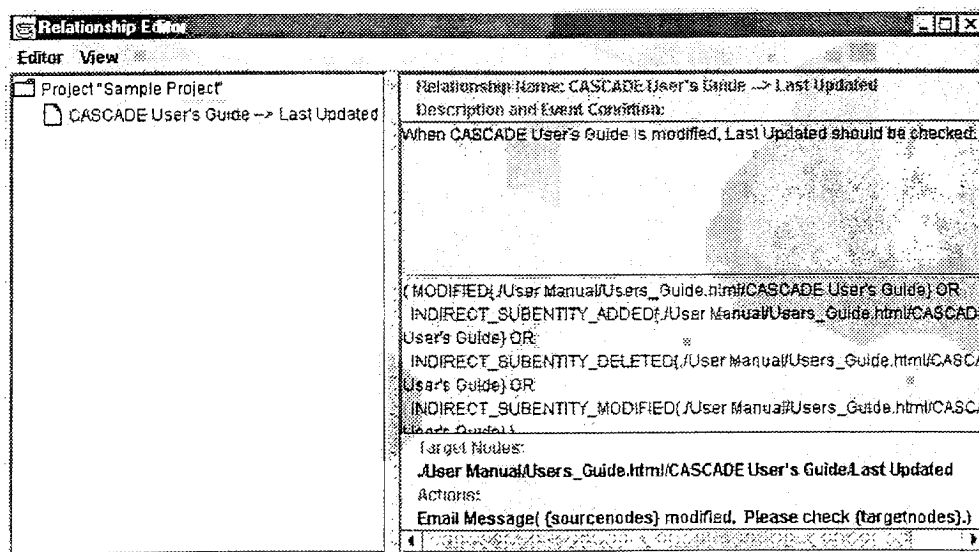 Relationship Editor
Editor View
Project "Sample Project"
CASCADE User's Guide --> Last Updated
Relationship Name: CASCADE User's Guide --> Last Updated
Description and Event Condition:
When CASCADE User's Guide is modified, Last Updated should be checked.
( MODIFIED(./User Manual/Users_Guide.html/CASCADE User's Guide) OR
INDIRECT_SUBENTITY_ADDED(./User Manual/Users_Guide.html/CASCAD
User's Guide) OR
INDIRECT_SUBENTITY_DELETED(./User Manual/Users_Guide.html/CASCA
User's Guide) OR
INDIRECT_SUBENTITY_MODIFIED(./User Manual/Users_Guide.html/CASCA
User's Guide) )
Target Nodes:
./User Manual/Users_Guide.html/CASCADE User's Guide/Last Updated
Actions:
Email Message( {sourcenodes} modified, Please check {targetnodes}.)